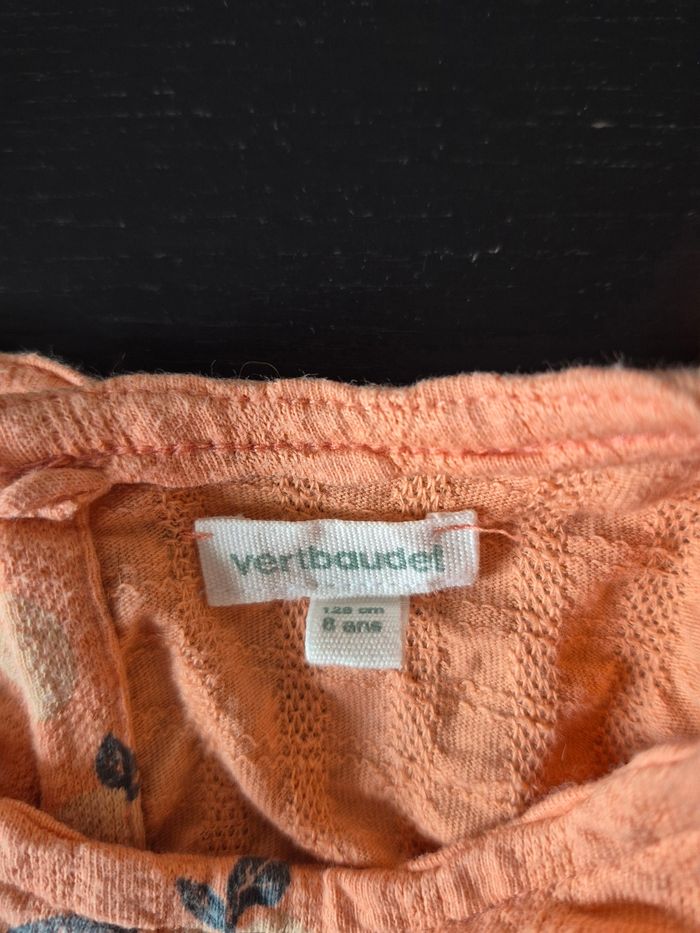 vertbaudet
128 cm
8 ans